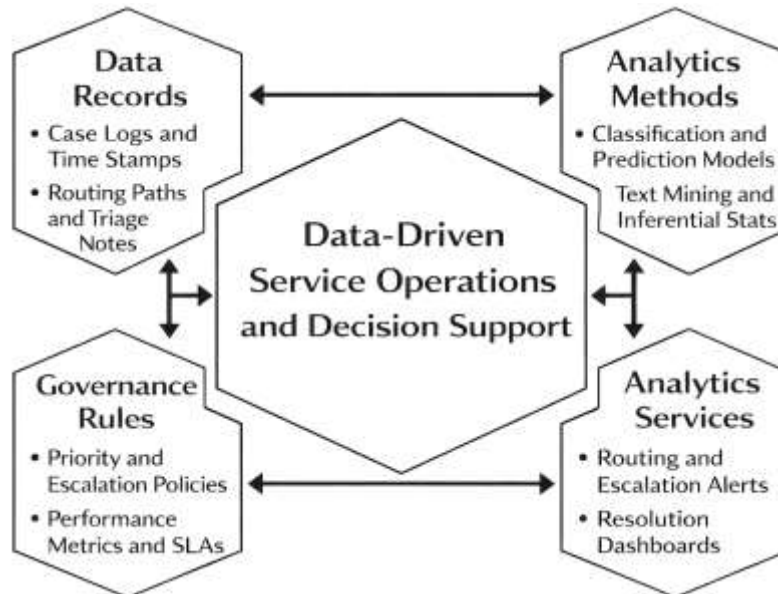 Data
Records
• Case Logs and
Time Stamps
• Routing Paths
and Triage
Notes
Analytics
Methods
• Classification and
Prediction Models
Text Mining and
Inferential Stats
Data-Driven
Service Operations
and Decision Support
Governance
Rules
• Priority and
Escalation Policies
• Performance
Metrics and SLAs
Analytics
Services
• Routing and
Escalation Alerts
• Resolution
Dashboards